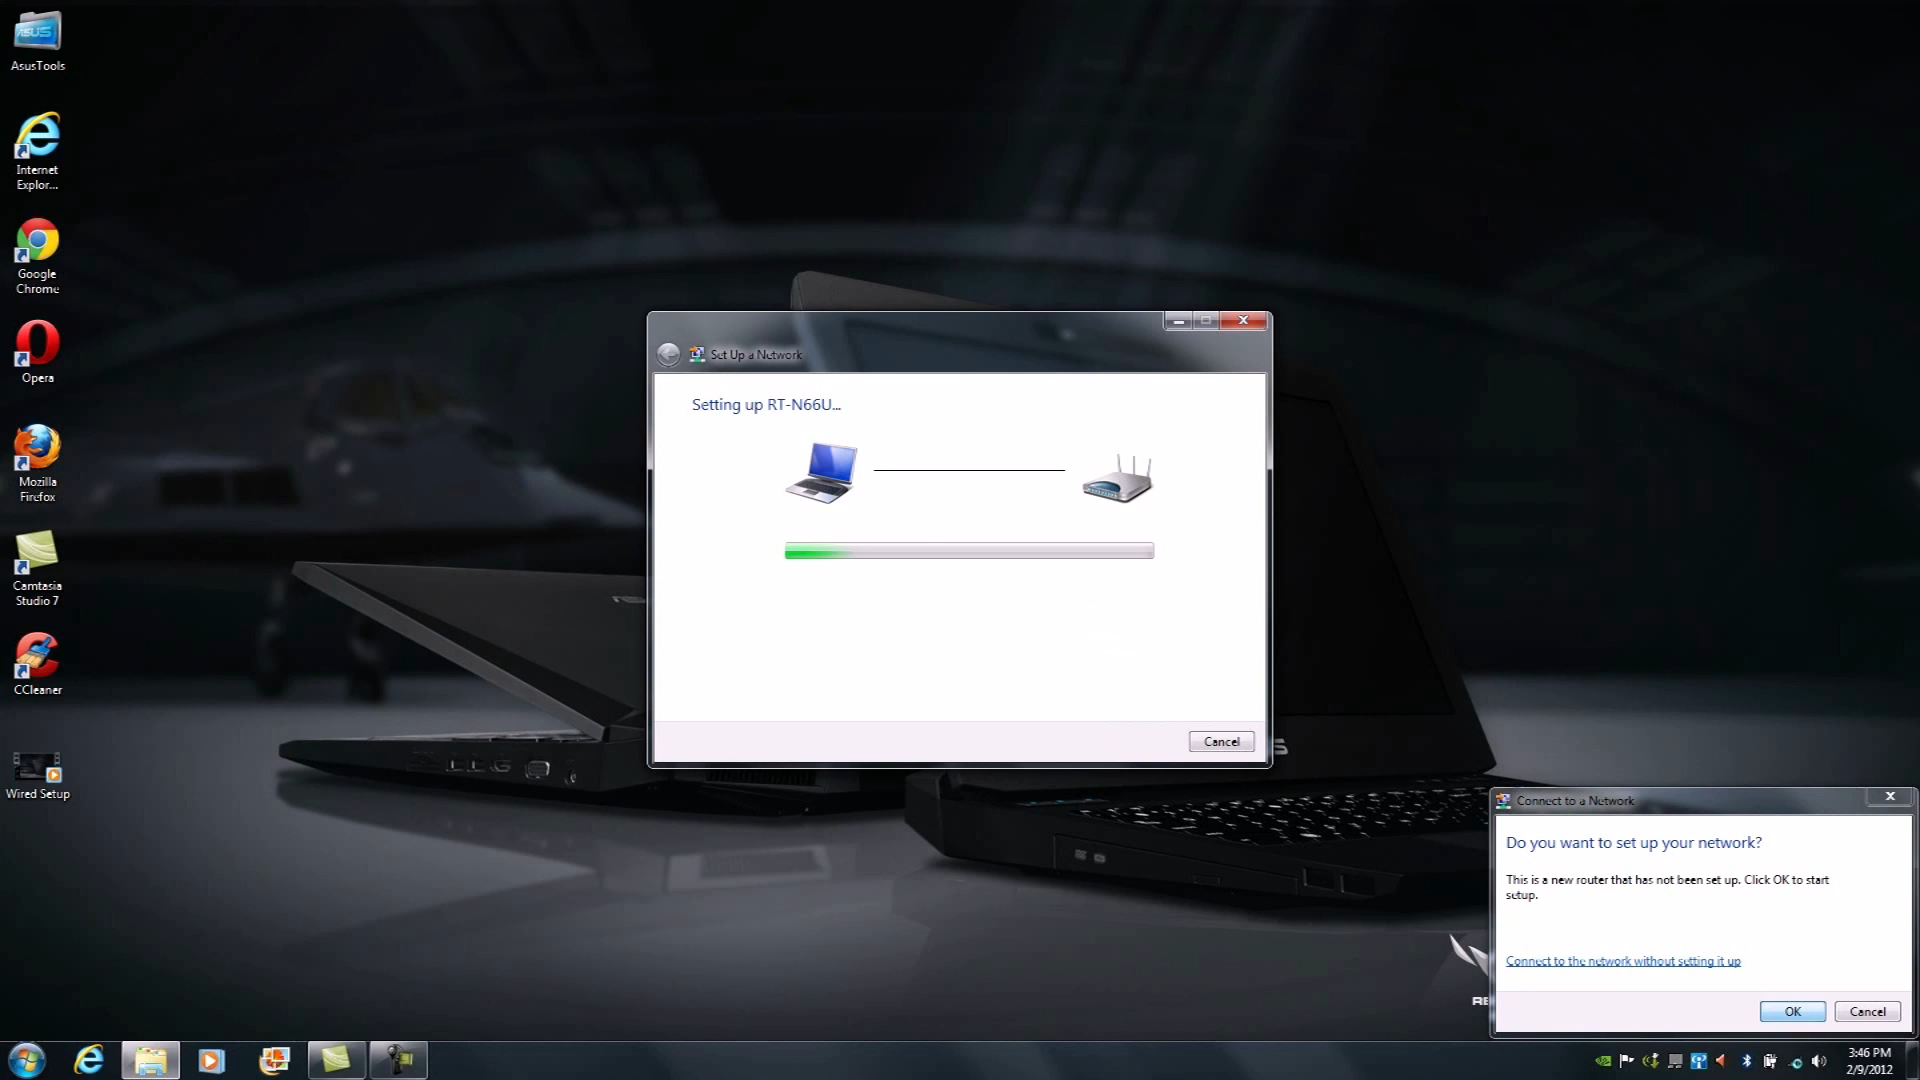 AsusTools
Internet
Explor...
Google
Chrome
Opera
Mozilla
Firefox
Camtasia
Studio 7
CCleaner
Wired Setup
Set Up a Network
Setting up RT-N66U...
Cancel
Connect to a Network
Do you want to set up your network?
This is a new router that has not been set up. Click OK to start
setup.
Connect to the network without setting it up
OK
Cancel
3:46 PM
2/9/2012